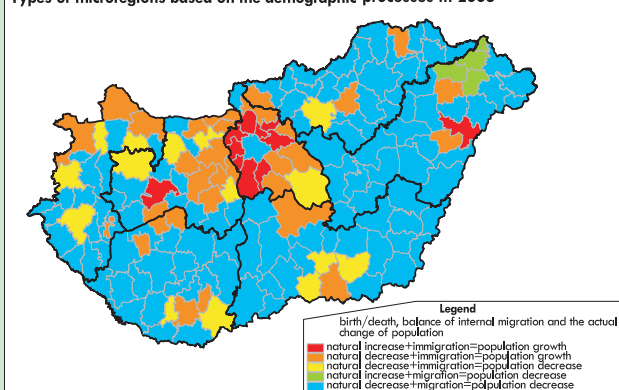 Types of microregions based on the demographic processes in
Legend
birth/death, balance of internal migration and the actual
change of population
natural increase+immigration=population growth
natural decrease+immigration=population growth
natural decrease+immigration=population decrease
natural increase+migration=population decrease
natural decrease+migration=polpulation decrease